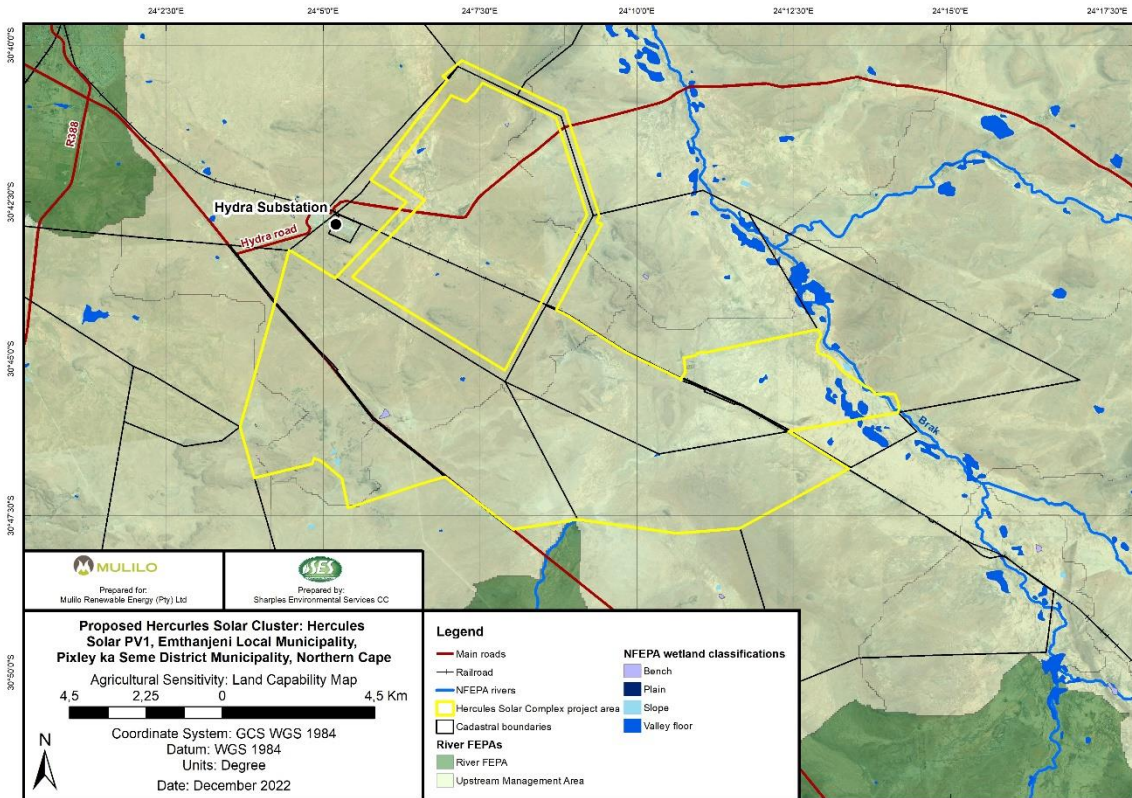 24°2'30"E 24°5'0"E 24°7'30"E 24°10'0"E 24°12'30"E 24°15'0"E 24°17'30"E
30°40'0"S
30°42'30"S
30°45'0"S
30°47'30"S
30°50'0"S
R388
Hydra Substation
Hydra road
Brak
MULILO
Prepared for:
Mulilo Renewable Energy (Pty) Ltd
SES
Prepared by:
Sharples Environmental Services CC
Proposed Hercurles Solar Cluster: Hercules
Solar PV1, Emthanjeni Local Municipality,
Pixley ka Seme District Municipality, Northern Cape
Agricultural Sensitivity: Land Capability Map
4,5 2,25 0 4,5 Km
Coordinate System: GCS WGS 1984
Datum: WGS 1984
Units: Degree
Date: December 2022
N
Legend
Main roads
Railroad
NFEPA rivers
Hercules Solar Complex project area
Cadastral boundaries
River FEPAs
River FEPA
Upstream Management Area
NFEPA wetland classifications
Bench
Plain
Slope
Valley floor